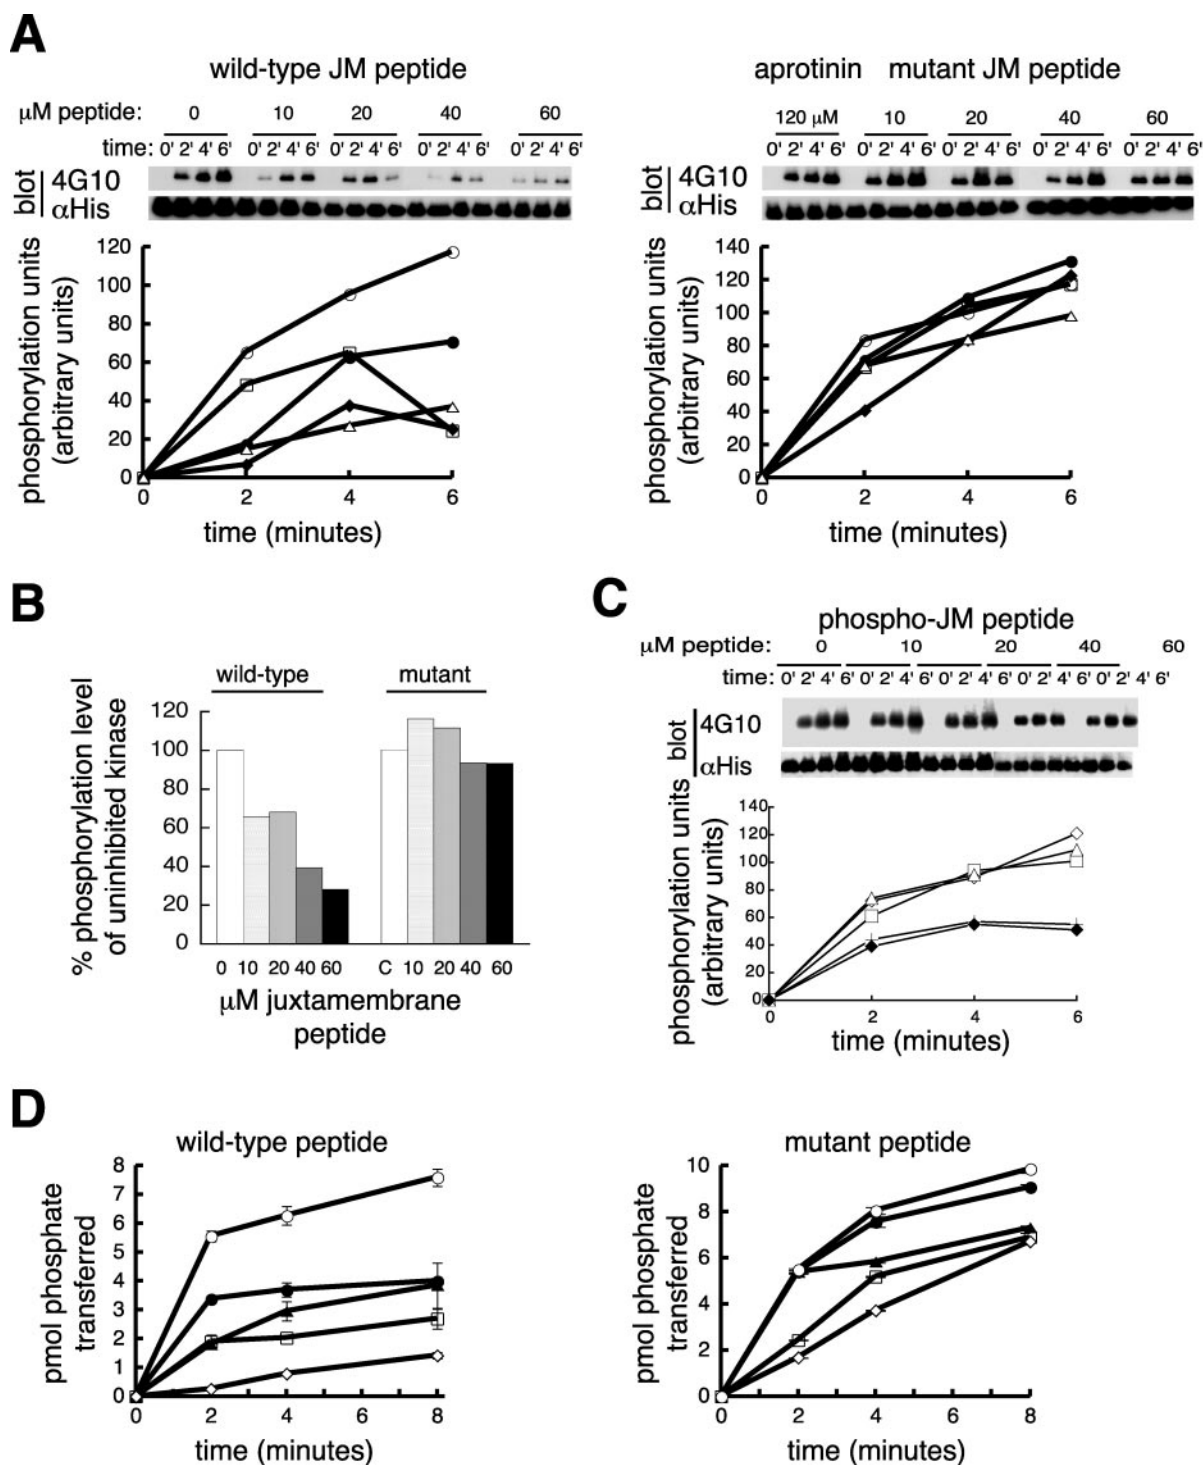 A
wild-type JM peptide
μM peptide: 0 10 20 40 60
time: 0' 2' 4' 6' 0' 2' 4' 6' 0' 2' 4' 6' 0' 2' 4' 6' 0' 2' 4' 6'
blot
4G10
αHis
phosphorylation units
(arbitrary units)
120
100
80
60
40
20
0
0 2 4 6
time (minutes)
aprotinin mutant JM peptide
120 μM 10 20 40 60
0' 2' 4' 6' 0' 2' 4' 6' 0' 2' 4' 6' 0' 2' 4' 6' 0' 2' 4' 6'
blot
4G10
αHis
phosphorylation units
(arbitrary units)
140
120
100
80
60
40
20
0
0 2 4 6
time (minutes)
B
wild-type mutant
% phosphorylation level
of uninhibited kinase
120
100
80
60
40
20
0
0 10 20 40 60 C 10 20 40 60
μM juxtamembrane
peptide
C
phospho-JM peptide
μM peptide: 0 10 20 40 60
time: 0' 2' 4' 6' 0' 2' 4' 6' 0' 2' 4' 6' 0' 2' 4' 6' 0' 2' 4' 6'
blot
4G10
αHis
phosphorylation units
(arbitrary units)
140
120
100
80
60
40
20
0
0 2 4 6
time (minutes)
D
wild-type peptide
pmol phosphate
transferred
8
7
6
5
4
3
2
1
0
0 2 4 6 8
time (minutes)
mutant peptide
pmol phosphate
transferred
10
8
6
4
2
0
0 2 4 6 8
time (minutes)